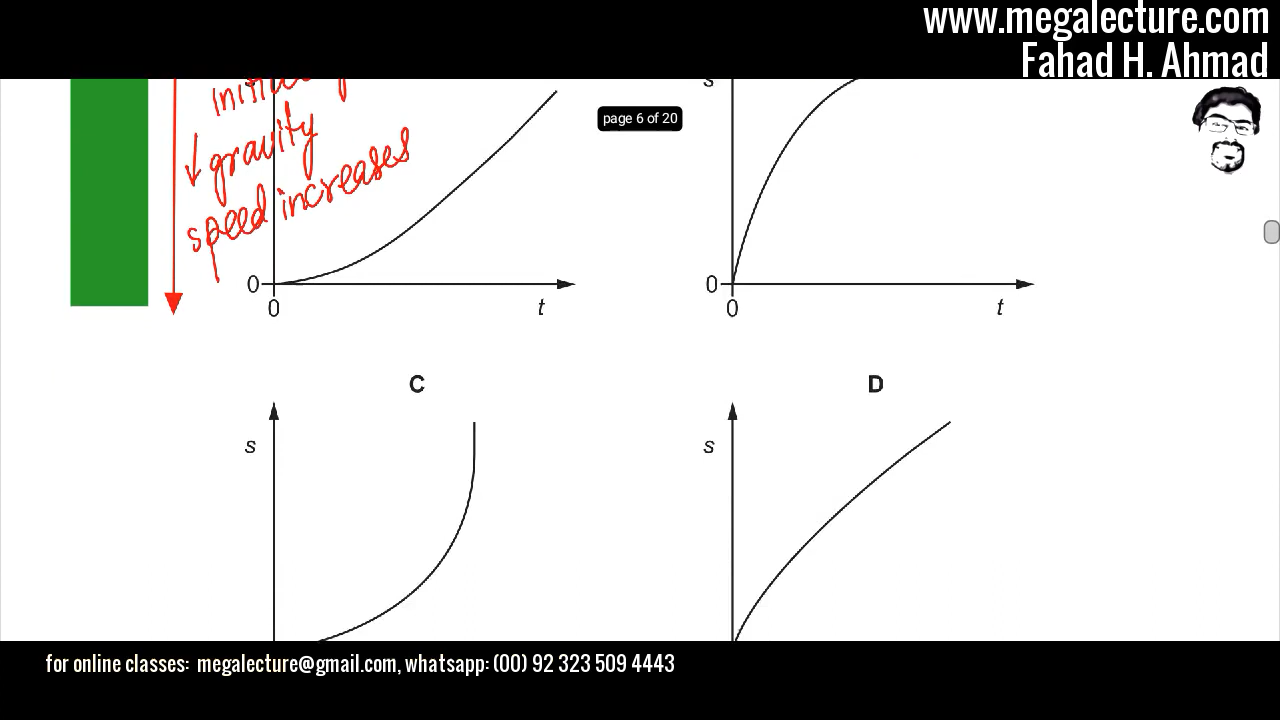 www.megalecture.com
Fahad H. Ahmad
s
page 6 of 20
↓ gravity
speed increases
0
0
t
0
0
t
C
D
s
s
for online classes: megalecture@gmail.com, whatsapp: (00) 92 323 509 4443